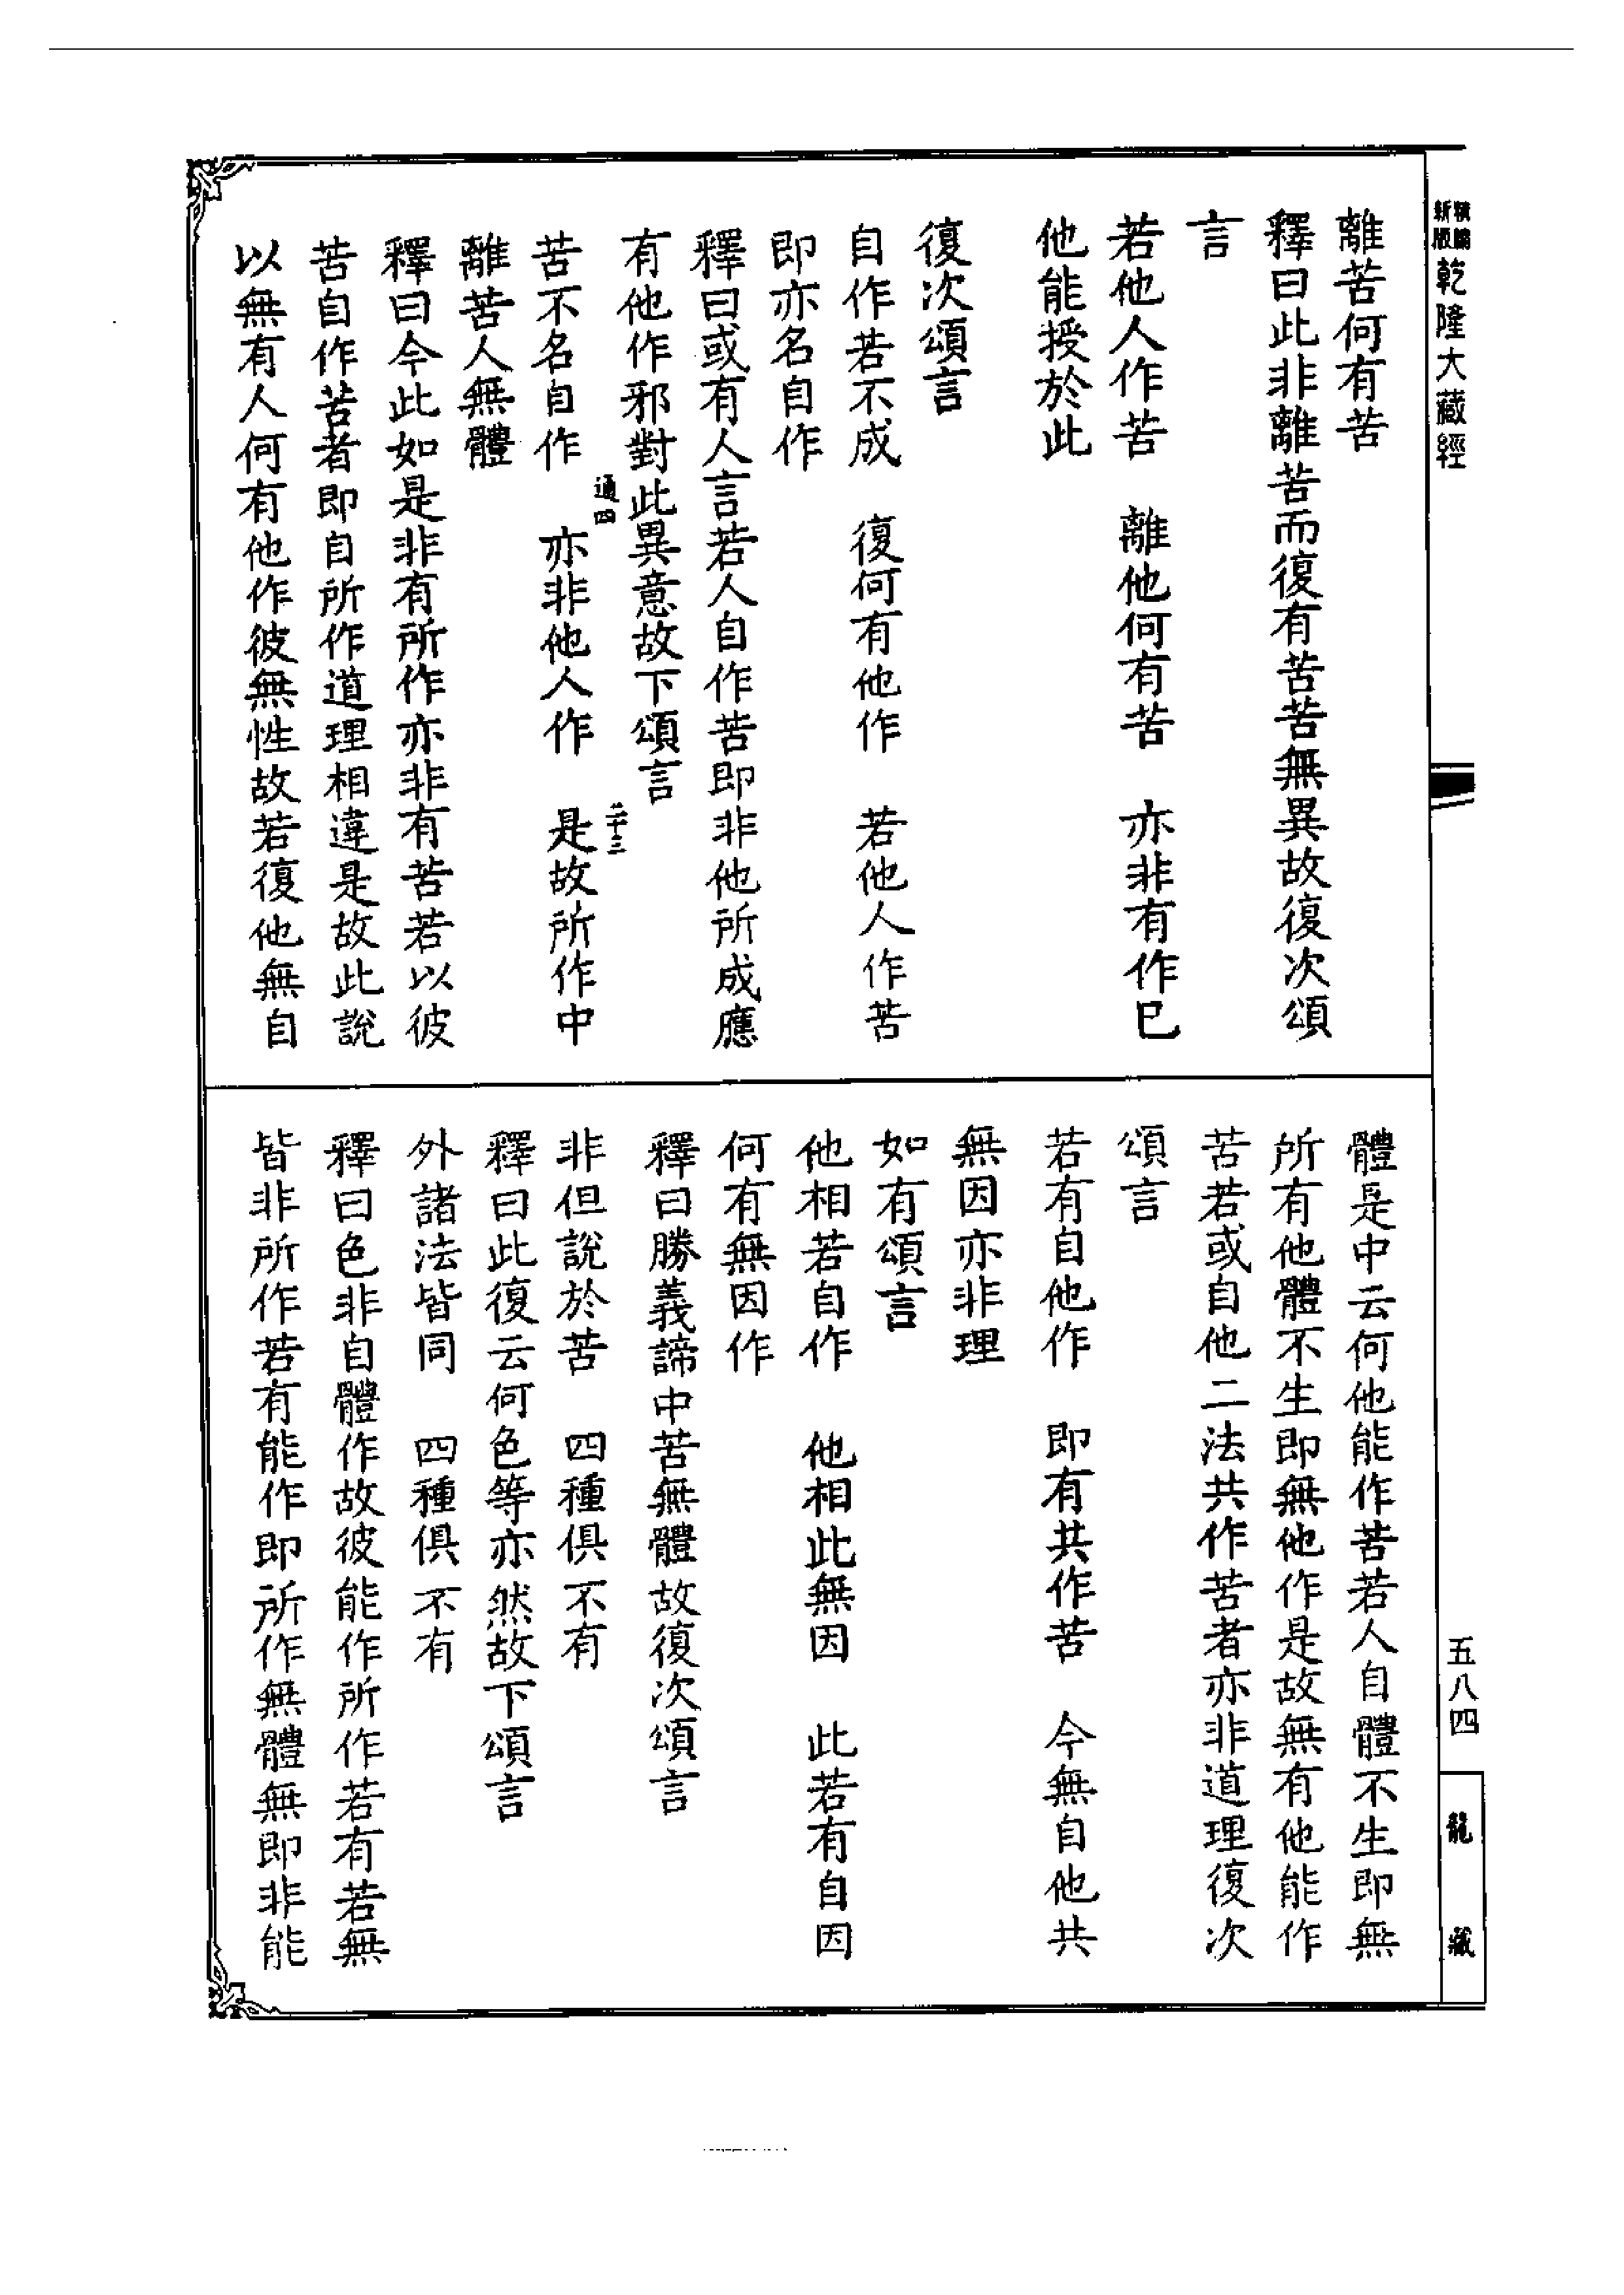 新版
精編
乾隆大藏經
離苦何有苦
釋曰此非離苦而復有苦苦無異故復次頌
言
若他人作苦　離他何有苦　亦非有作已
他能授於此
復次頌言
自作若不成　復何有他作　若他人作苦
即亦名自作
釋曰或有人言若人自作苦即非他所成應
有他作邪對此異意故下頌言
通四
二十三
苦不名自作　亦非他人作　是故所作中
離苦人無體
釋曰今此如是非有所作亦非有苦若以彼
苦自作苦者即自所作道理相違是故此說
以無有人何有他作彼無性故若復他無自
體是中云何他能作苦若人自體不生即無
所有他體不生即無他作是故無有他能作
苦若或自他二法共作苦者亦非道理復次
頌言
若有自他作　即有共作苦　今無自他共
無因亦非理
如有頌言
他相若自作　他相此無因　此若有自因
何有無因作
釋曰勝義諦中苦無體故復次頌言
非但說於苦　四種俱不有
釋曰此復云何色等亦然故下頌言
外諸法皆同　四種俱不有
釋曰色非自體作故彼能作所作若有若無
皆非所作若有能作即所作無體無即非能
五八四
龍藏